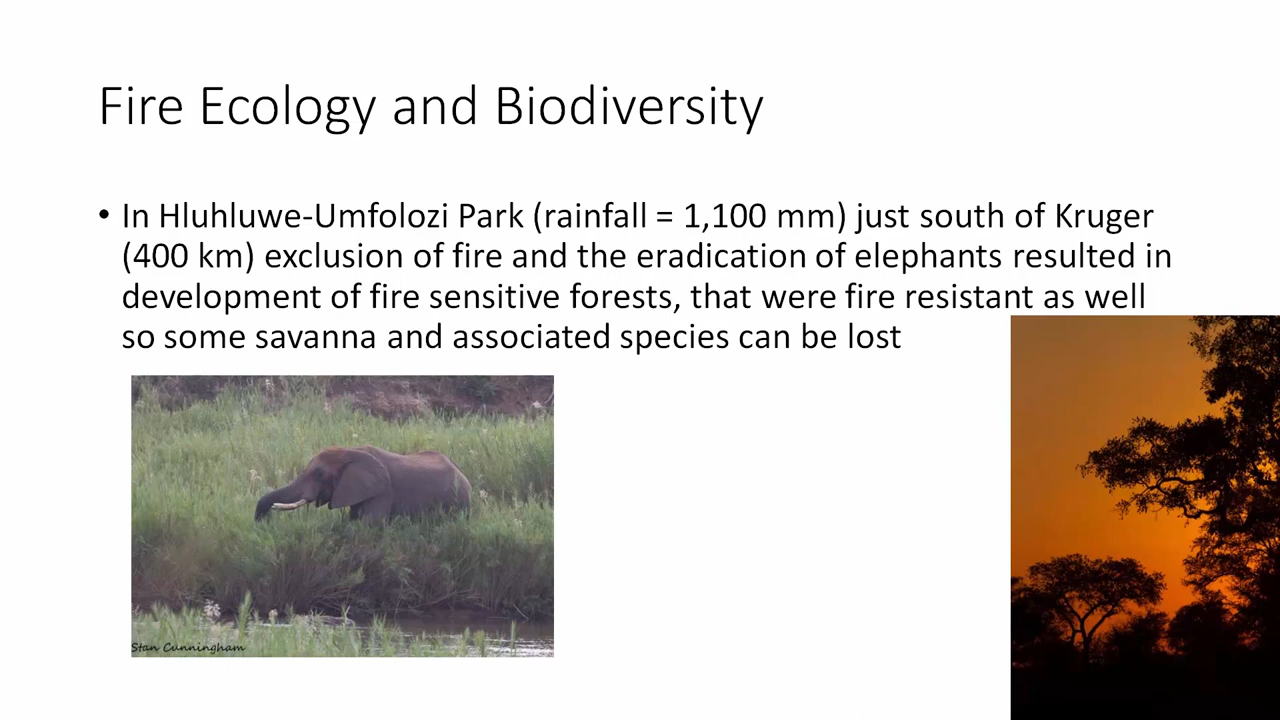 Fire Ecology and Biodiversity
• In Hluhluwe-Umfolozi Park (rainfall = 1,100 mm) just south of Kruger
(400 km) exclusion of fire and the eradication of elephants resulted in
development of fire sensitive forests, that were fire resistant as well
so some savanna and associated species can be lost
Stan Cunningham